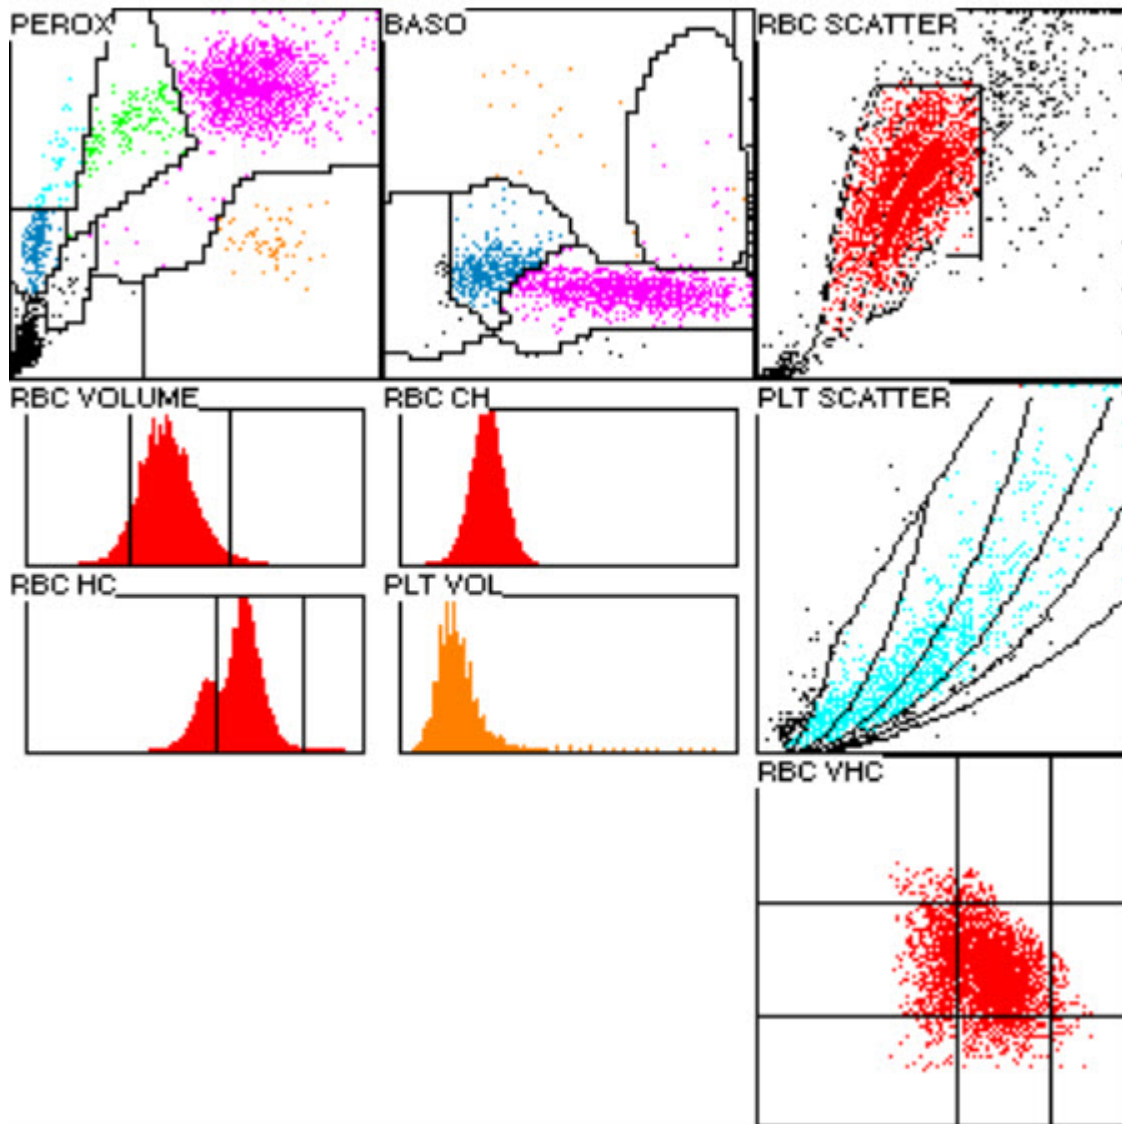 PEROX
BASO
RBC SCATTER
RBC VOLUME
RBC CH
PLT SCATTER
RBC HC
PLT VOL
RBC VHC